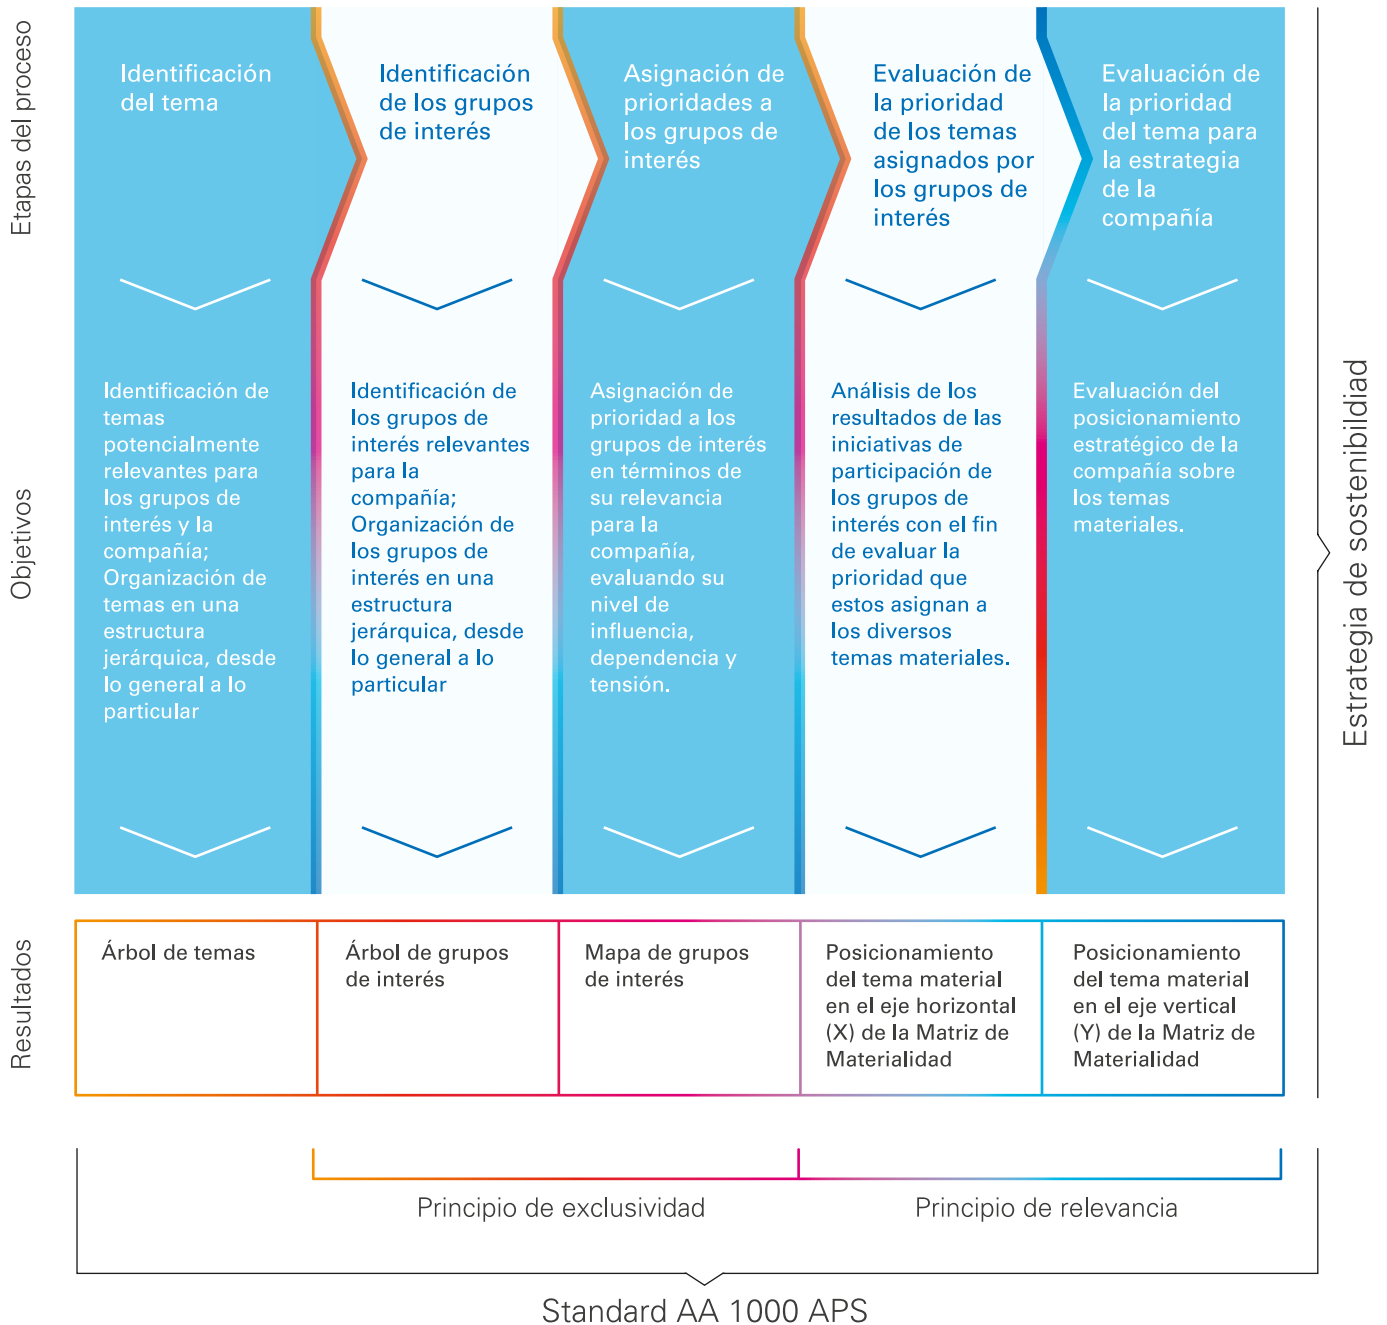 Etapas del proceso
Identificación
del tema
Identificación
de los grupos
de interés
Asignación de
prioridades a
los grupos de
interés
Evaluación de
la prioridad
de los temas
asignados por
los grupos de
interés
Evaluación de
la prioridad
del tema para
la estrategia
de la
compañía
Objetivos
Identificación de
temas
potencialmente
relevantes para
los grupos de
interés y la
compañía;
Organización de
temas en una
estructura
jerárquica, desde
lo general a lo
particular
Identificación de
los grupos de
interés relevantes
para la
compañía;
Organización de
los grupos de
interés en una
estructura
jerárquica, desde
lo general a lo
particular
Asignación de
prioridad a los
grupos de interés
en términos de
su relevancia
para la
compañía,
evaluando su
nivel de
influencia,
dependencia y
tensión.
Análisis de los
resultados de las
iniciativas de
participación de
los grupos de
interés con el fin
de evaluar la
prioridad que
estos asignan a
los diversos
temas materiales.
Evaluación del
posicionamiento
estratégico de la
compañía sobre
los temas
materiales.
Resultados
Árbol de temas
Árbol de grupos
de interés
Mapa de grupos
de interés
Posicionamiento
del tema material
en el eje horizontal
(X) de la Matriz de
Materialidad
Posicionamiento
del tema material
en el eje vertical
(Y) de la Matriz de
Materialidad
Estrategia de sostenibildiad
Principio de exclusividad
Principio de relevancia
Standard AA 1000 APS